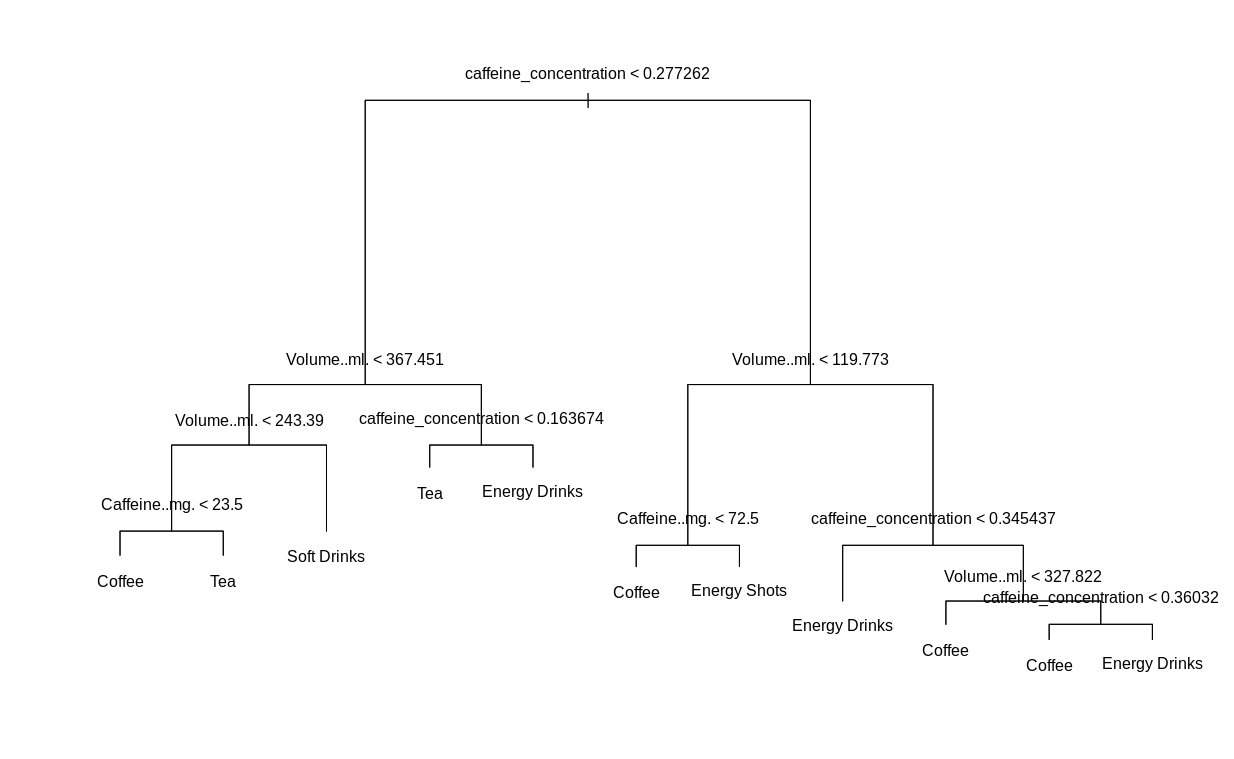 caffeine_concentration < 0.277262
Volume..ml. < 367.451
Volume..ml. < 119.773
Volume..ml. < 243.39
caffeine_concentration < 0.163674
Tea
Energy Drinks
Caffeine..mg. < 23.5
Coffee
Tea
Soft Drinks
Caffeine..mg. < 72.5
caffeine_concentration < 0.345437
Coffee
Energy Shots
Volume..ml. < 327.822
caffeine_concentration < 0.36032
Energy Drinks
Coffee
Coffee
Energy Drinks